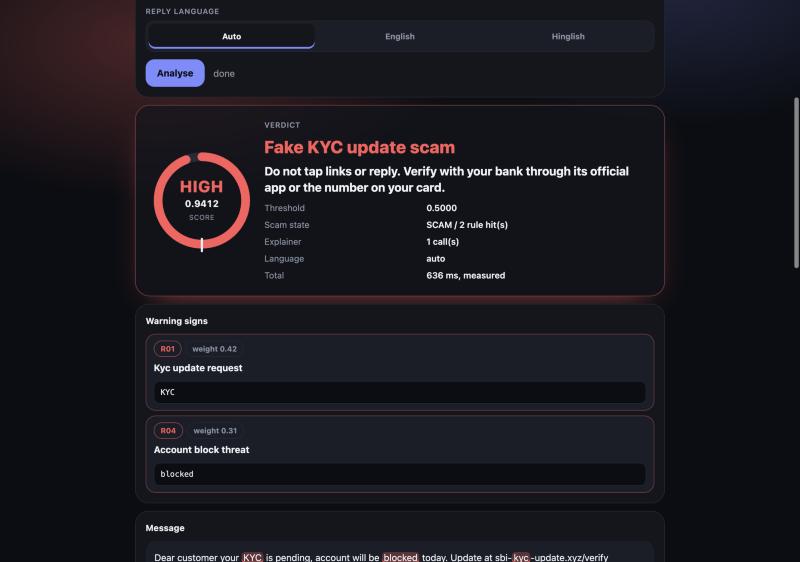 REPLY LANGUAGE
Auto English Hinglish
Analyse done
VERDICT
Fake KYC update scam
Do not tap links or reply. Verify with your bank through its official
app or the number on your card.
HIGH
0.9412
SCORE
Threshold 0.5000
Scam state SCAM / 2 rule hit(s)
Explainer 1 call(s)
Language auto
Total 636 ms, measured
Warning signs
R01 weight 0.42
Kyc update request
KYC
R04 weight 0.31
Account block threat
blocked
Message
Dear customer your KYC is pending, account will be blocked today. Update at sbi-kyc-update.xyz/verify